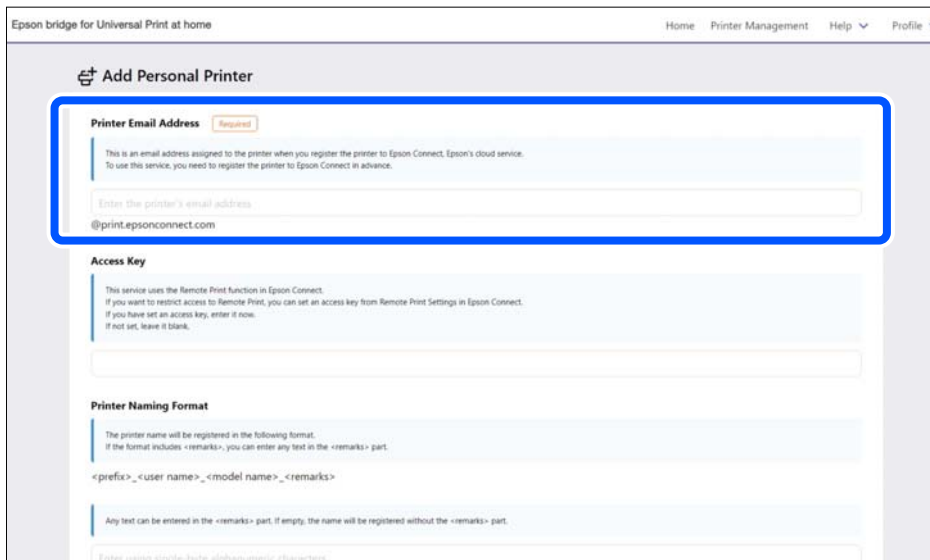 Epson bridge for Universal Print at home
Home Printer Management Help Profile
Add Personal Printer
Printer Email Address Required
This is an email address assigned to the printer when you register the printer to Epson Connect, Epson's cloud service.
To use this service, you need to register the printer to Epson Connect in advance.
Enter the printer's email address
@print.epsonconnect.com
Access Key
This service uses the Remote Print function in Epson Connect.
If you want to restrict access to Remote Print, you can set an access key from Remote Print Settings in Epson Connect.
If you have set an access key, enter it now.
If not set, leave it blank.
Printer Naming Format
The printer name will be registered in the following format.
If the format includes <remarks>, you can enter any text in the <remarks> part.
<prefix>_<user name>_<model name>_<remarks>
Any text can be entered in the <remarks> part. If empty, the name will be registered without the <remarks> part.
Enter using single-byte alphanumeric characters